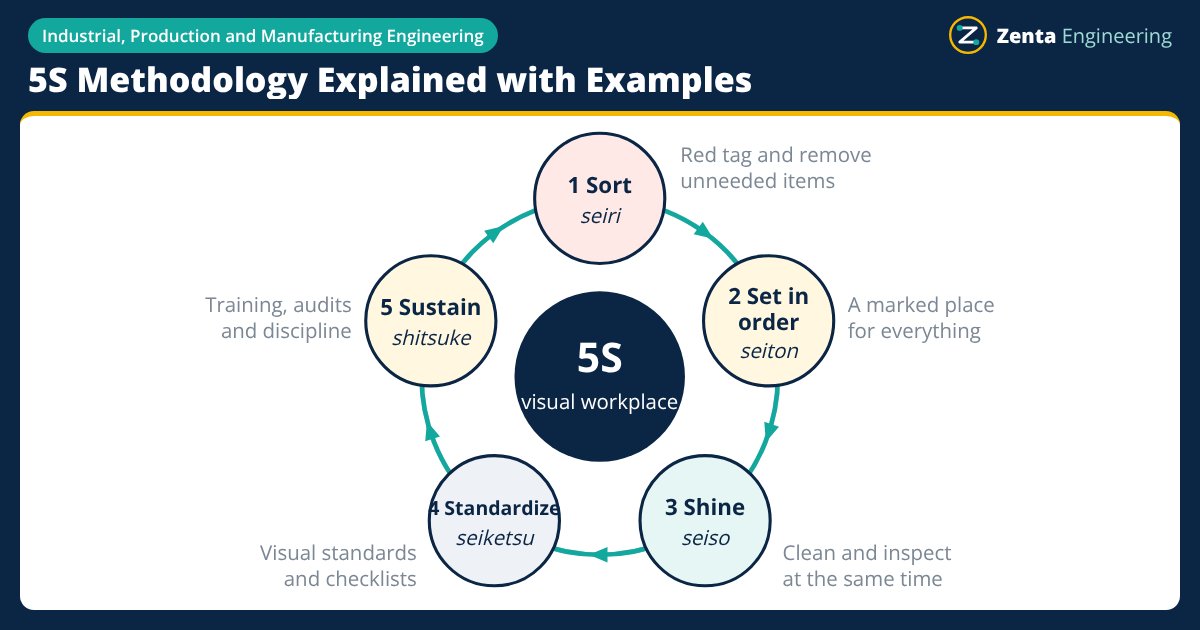 Industrial, Production and Manufacturing Engineering
Zenta Engineering
5S Methodology Explained with Examples
1 Sort
seiri
Red tag and remove
unneeded items
2 Set in
order
seiton
A marked place
for everything
3 Shine
seiso
Clean and inspect
at the same time
4 Standardize
seiketsu
Visual standards
and checklists
5 Sustain
shitsuke
Training, audits
and discipline
5S
visual workplace